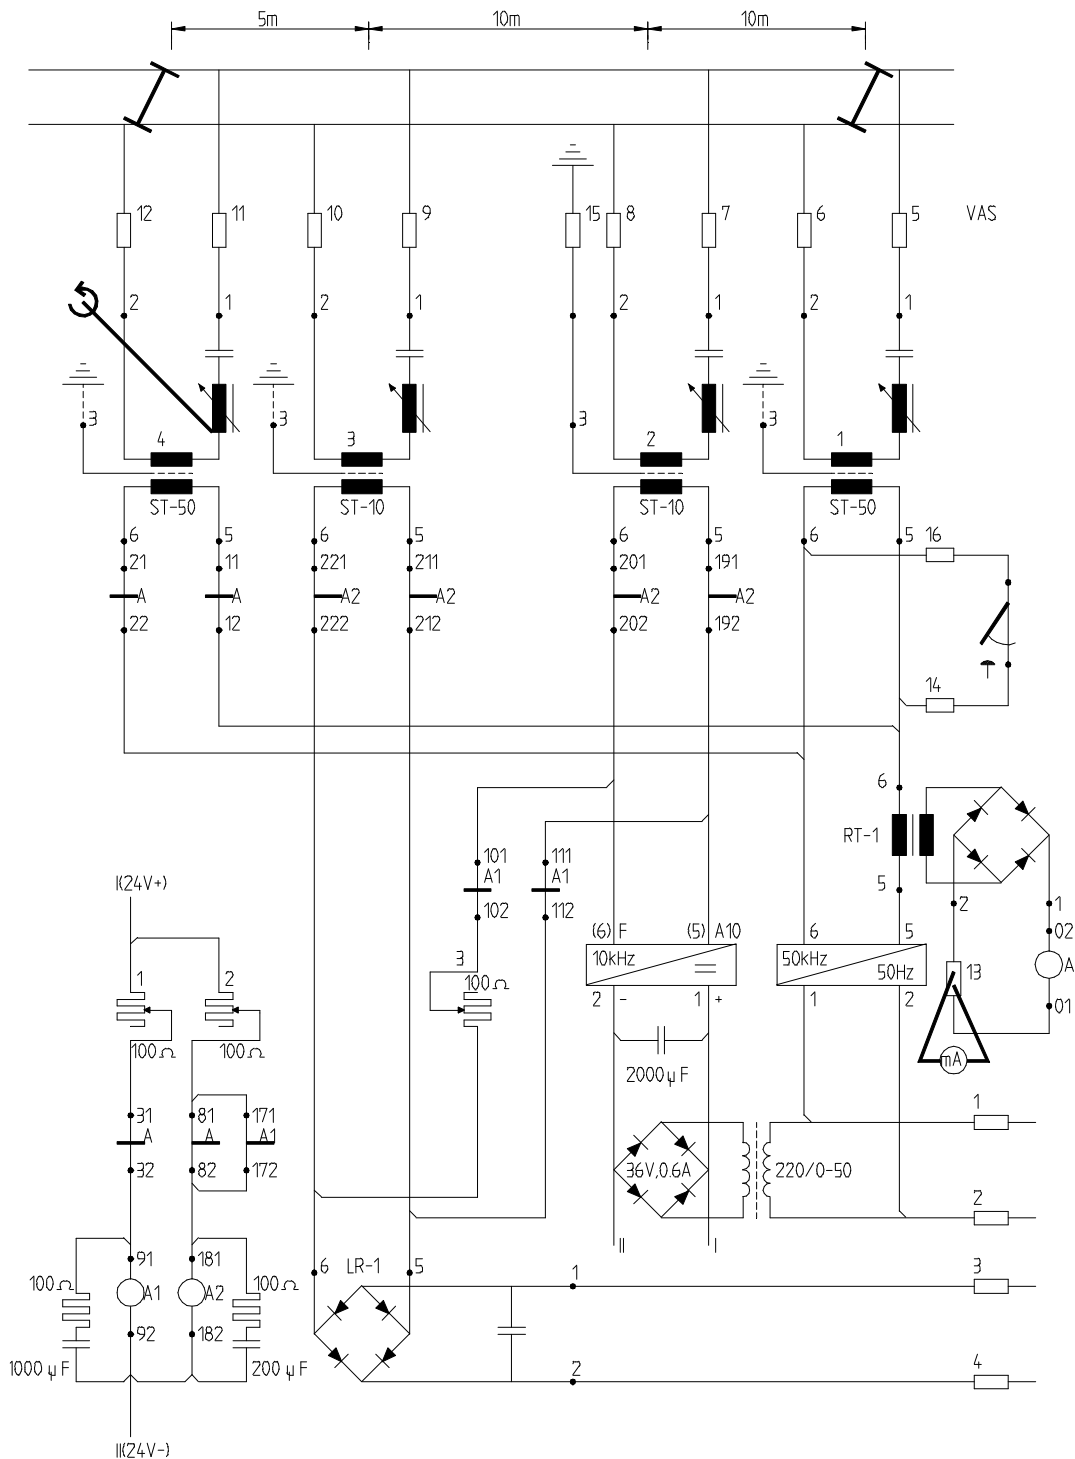 5m 10m 10m
12 11 10 9 15 8 7 6 5 VAS
2 1 2 1 2 1 2 1
3 3 3 3
4 3 2 1
ST-50 ST-10 ST-10 ST-50
6 5 6 5 6 5 6 5 16
21 11 221 211 201 191
A A A2 A2 A2 A2
22 12 222 212 202 192
14
6
RT-1
101 111
I(24V+) A1 A1 5
102 112 2 1
(6) F (5) A10 6 5 02
1 2 3 10kHz 50kHz 50Hz 13 A
100Ω 2 - 1 + 1 2 01
100Ω 100Ω mA
2000μF
31 81 171 1
A A A1
32 82 172 36V,0.6A 220/0-50
2
II I
91 181 6 LR-1 5 1 3
100Ω A1 A2 100Ω
92 182
1000μF 200μF 2 4
II(24V-)